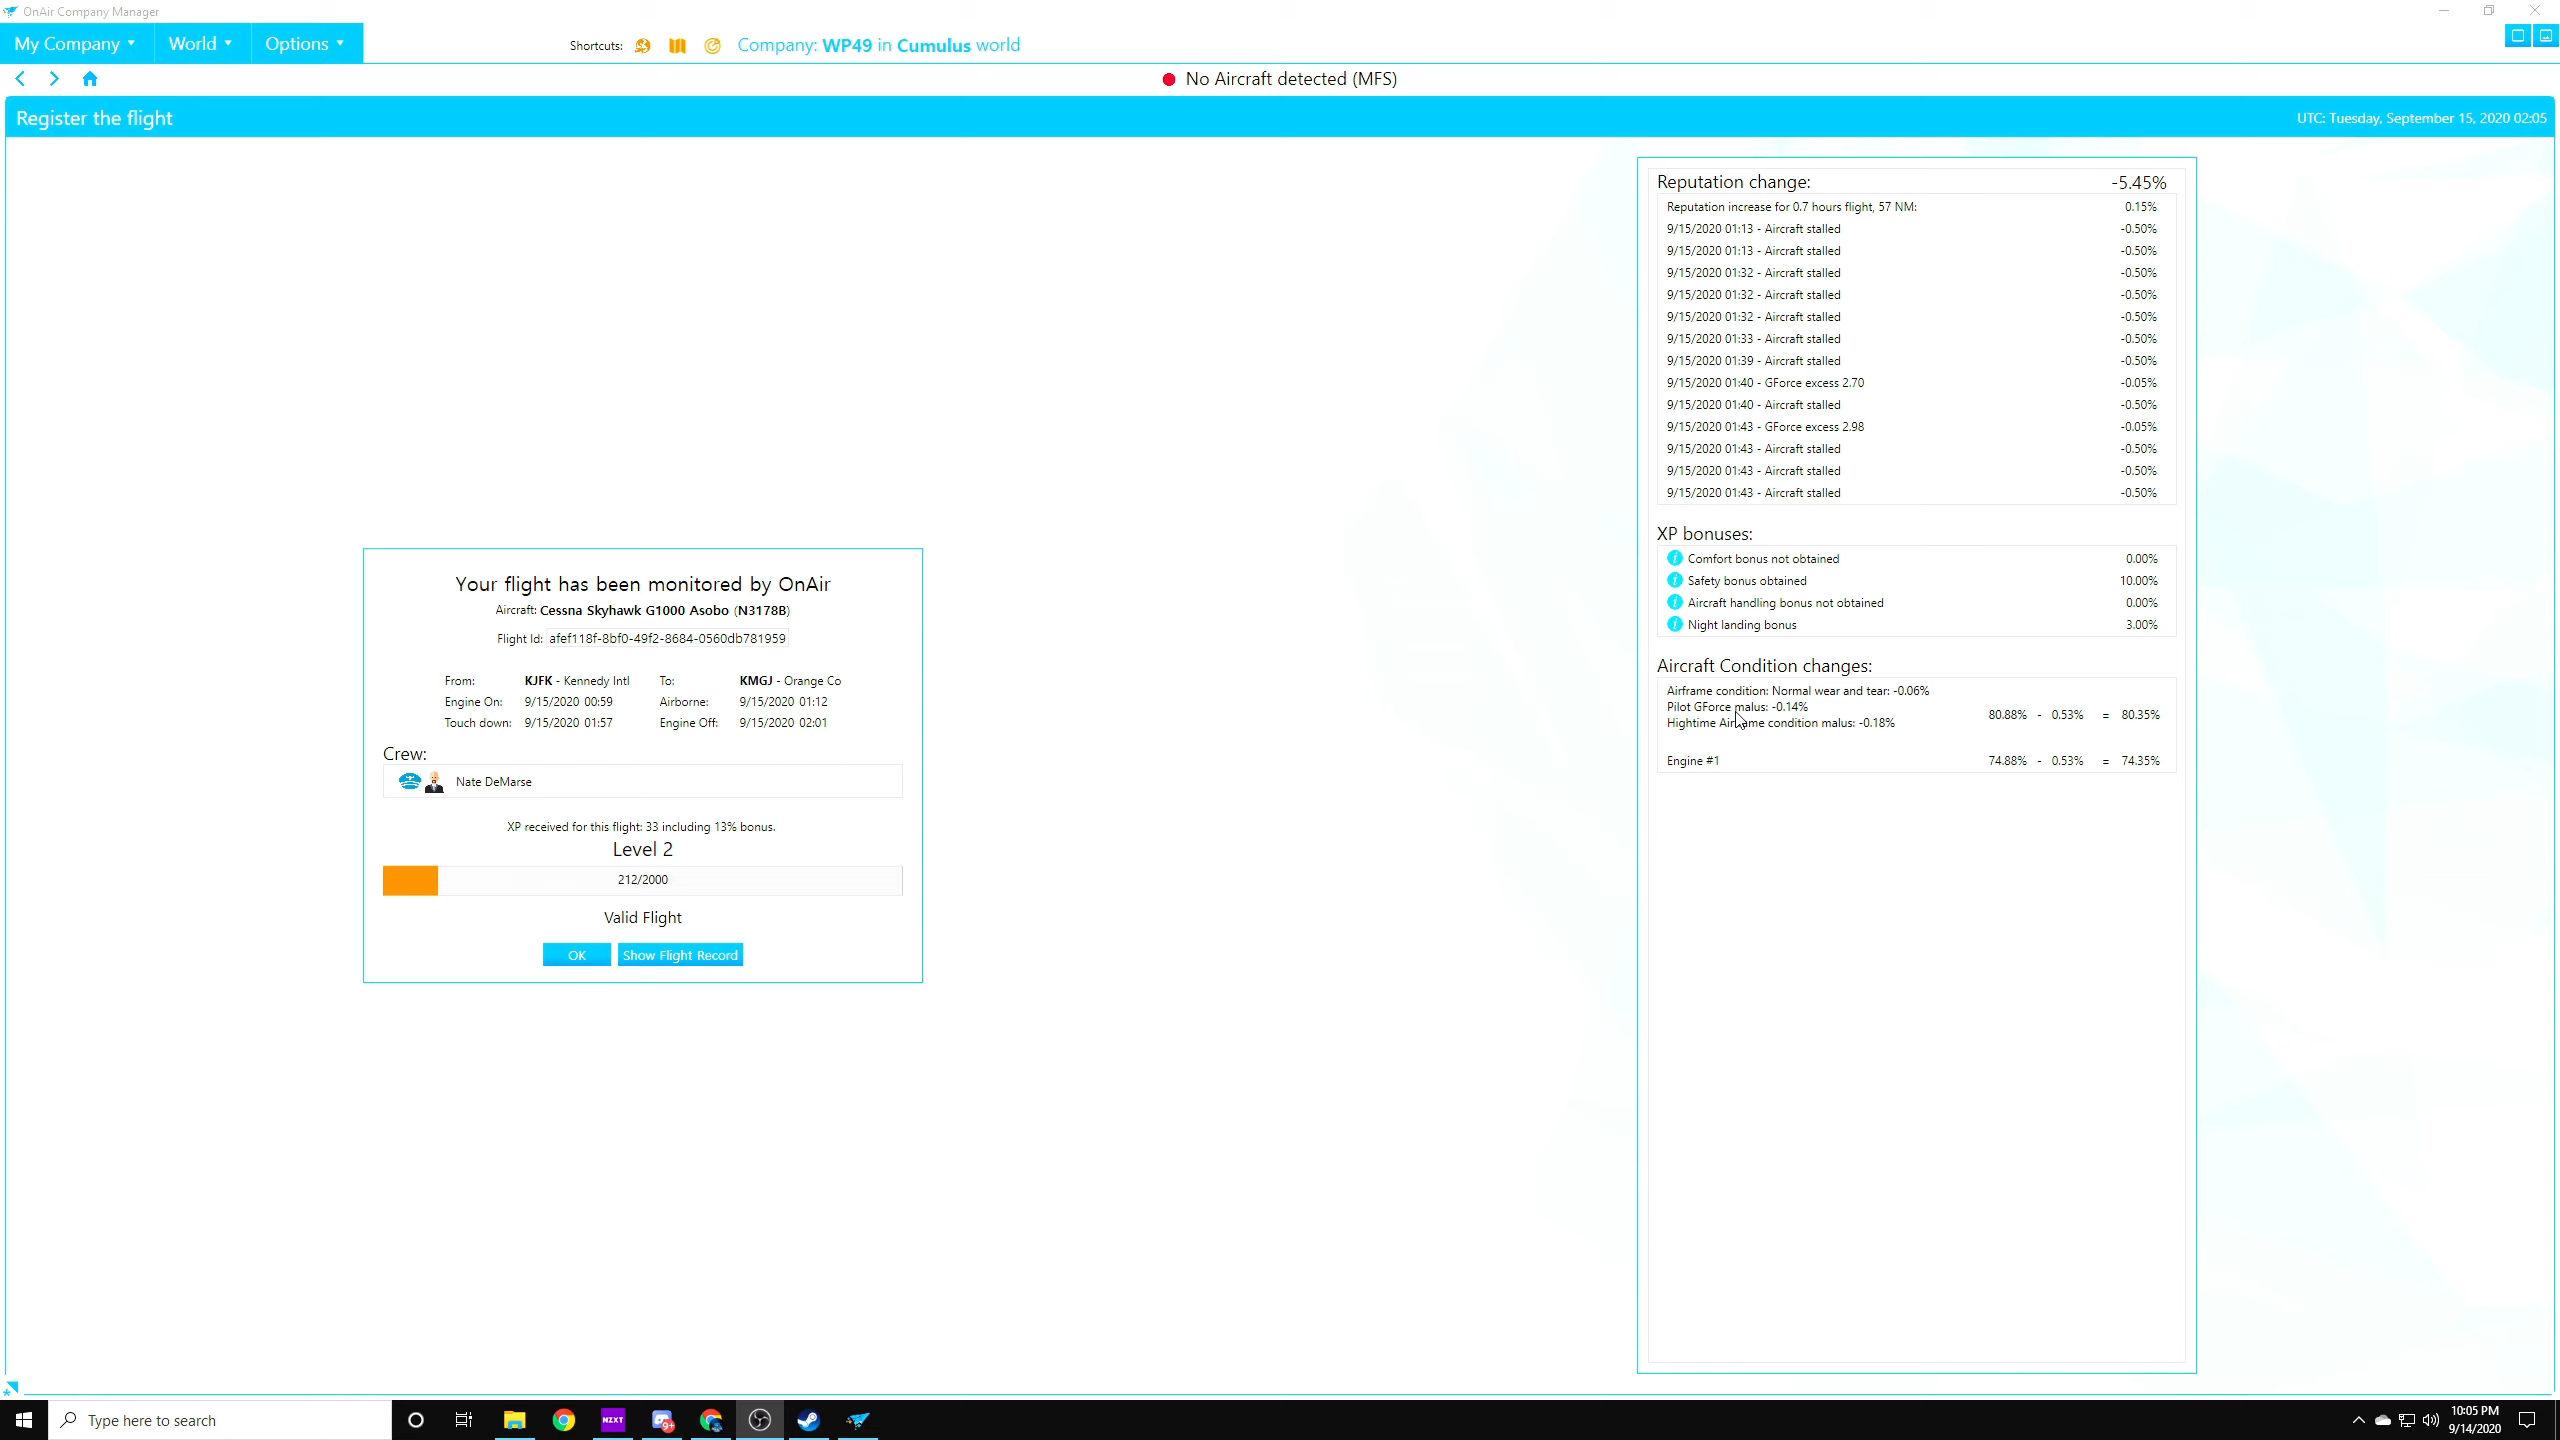 OnAir Company Manager
My Company World Options
Shortcuts: Company: WP49 in Cumulus world
No Aircraft detected (MFS)
Register the flight
UTC: Tuesday, September 15, 2020 02:05
Your flight has been monitored by OnAir
Aircraft: Cessna Skyhawk G1000 Asobo (N3178B)
Flight Id: afef118f-8bf0-49f2-8684-0560db781959
From: KJFK - Kennedy Intl To: KMGJ - Orange Co
Engine On: 9/15/2020 00:59 Airborne: 9/15/2020 01:12
Touch down: 9/15/2020 01:57 Engine Off: 9/15/2020 02:01
Crew:
Nate DeMarse
XP received for this flight: 33 including 13% bonus.
Level 2
212/2000
Valid Flight
OK Show Flight Record
Reputation change: -5.45%
Reputation increase for 0.7 hours flight, 57 NM: 0.15%
9/15/2020 01:13 - Aircraft stalled -0.50%
9/15/2020 01:13 - Aircraft stalled -0.50%
9/15/2020 01:32 - Aircraft stalled -0.50%
9/15/2020 01:32 - Aircraft stalled -0.50%
9/15/2020 01:32 - Aircraft stalled -0.50%
9/15/2020 01:33 - Aircraft stalled -0.50%
9/15/2020 01:39 - Aircraft stalled -0.50%
9/15/2020 01:40 - GForce excess 2.70 -0.05%
9/15/2020 01:40 - Aircraft stalled -0.50%
9/15/2020 01:43 - GForce excess 2.98 -0.05%
9/15/2020 01:43 - Aircraft stalled -0.50%
9/15/2020 01:43 - Aircraft stalled -0.50%
9/15/2020 01:43 - Aircraft stalled -0.50%
XP bonuses:
Comfort bonus not obtained 0.00%
Safety bonus obtained 10.00%
Aircraft handling bonus not obtained 0.00%
Night landing bonus 3.00%
Aircraft Condition changes:
Airframe condition: Normal wear and tear: -0.06%
Pilot GForce malus: -0.14%
Hightime Airframe condition malus: -0.18%
80.88% - 0.53% = 80.35%
Engine #1 74.88% - 0.53% = 74.35%
Type here to search
NZXT
9+
10:05 PM
9/14/2020